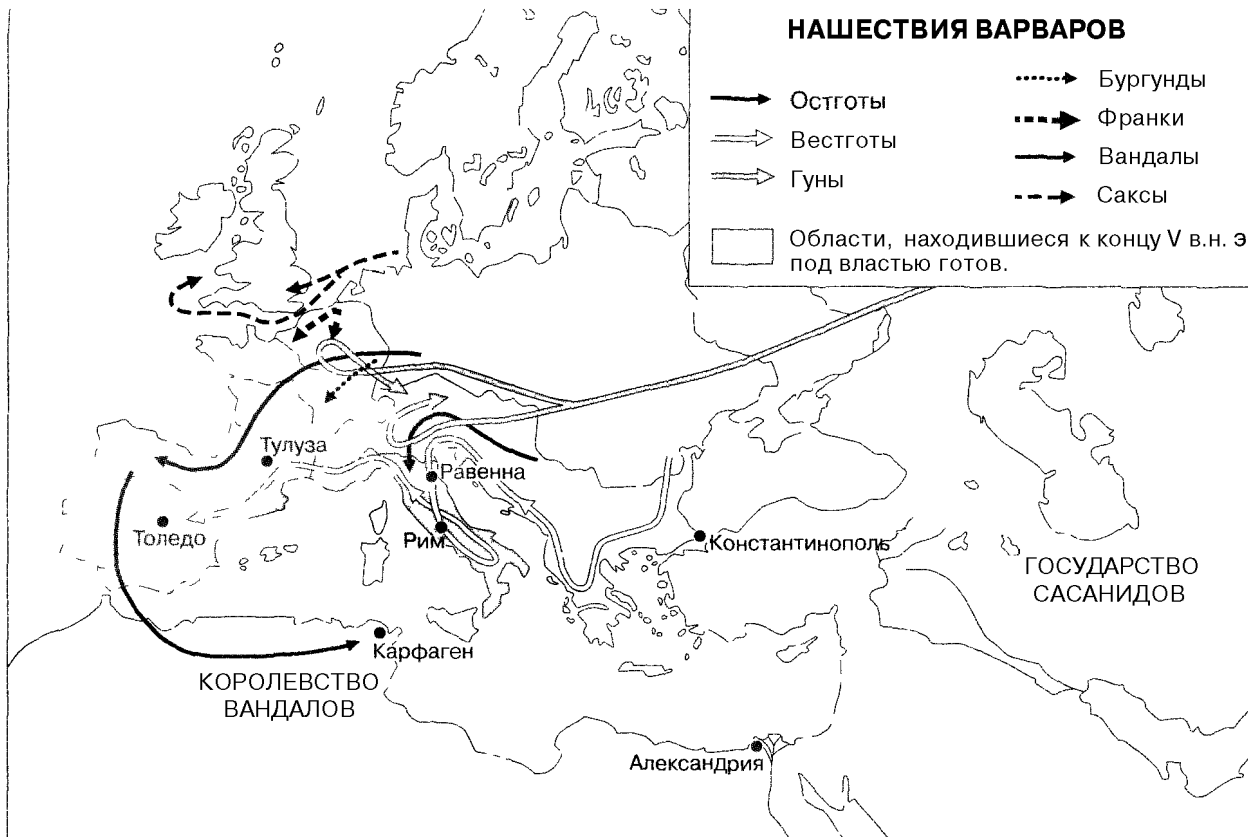 НАШЕСТВИЯ ВАРВАРОВ
Остготы
Вестготы
Гуны
Бургунды
Франки
Вандалы
Саксы
Области, находившиеся к концу V в.н. э
под властью готов.
Тулуза
Равенна
Толедо
Рим
Константинополь
ГОСУДАРСТВО
САСАНИДОВ
Карфаген
КОРОЛЕВСТВО
ВАНДАЛОВ
Александрия